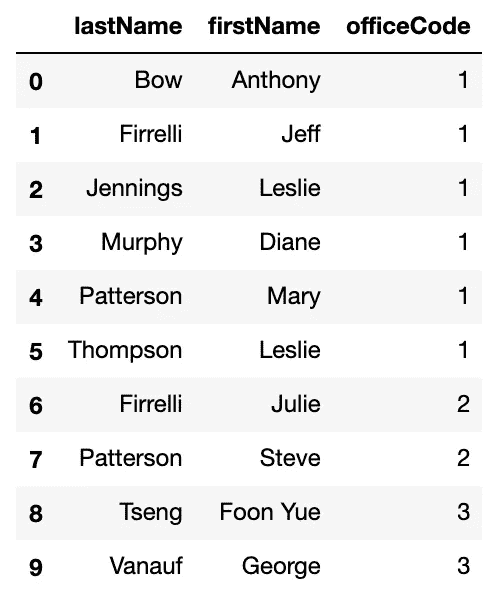 lastName firstName officeCode
0 Bow Anthony 1
1 Firrelli Jeff 1
2 Jennings Leslie 1
3 Murphy Diane 1
4 Patterson Mary 1
5 Thompson Leslie 1
6 Firrelli Julie 2
7 Patterson Steve 2
8 Tseng Foon Yue 3
9 Vanauf George 3